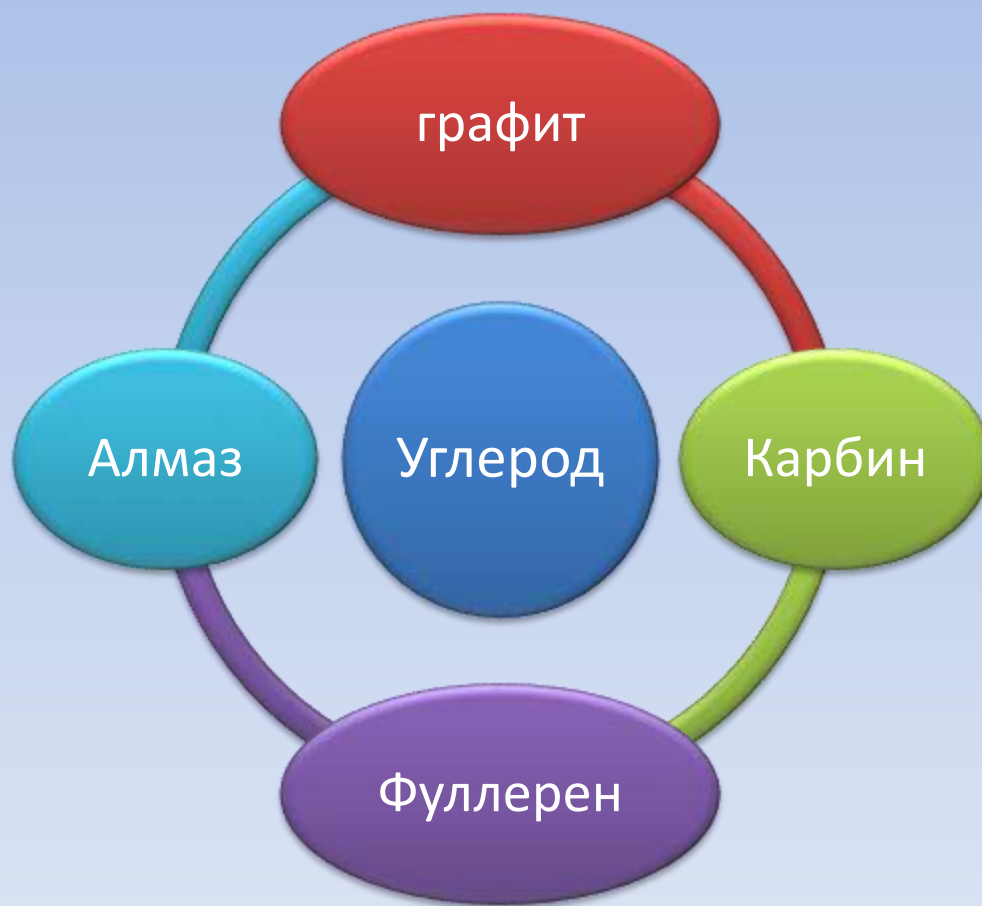 графит
Алмаз
Углерод
Карбин
Фуллерен